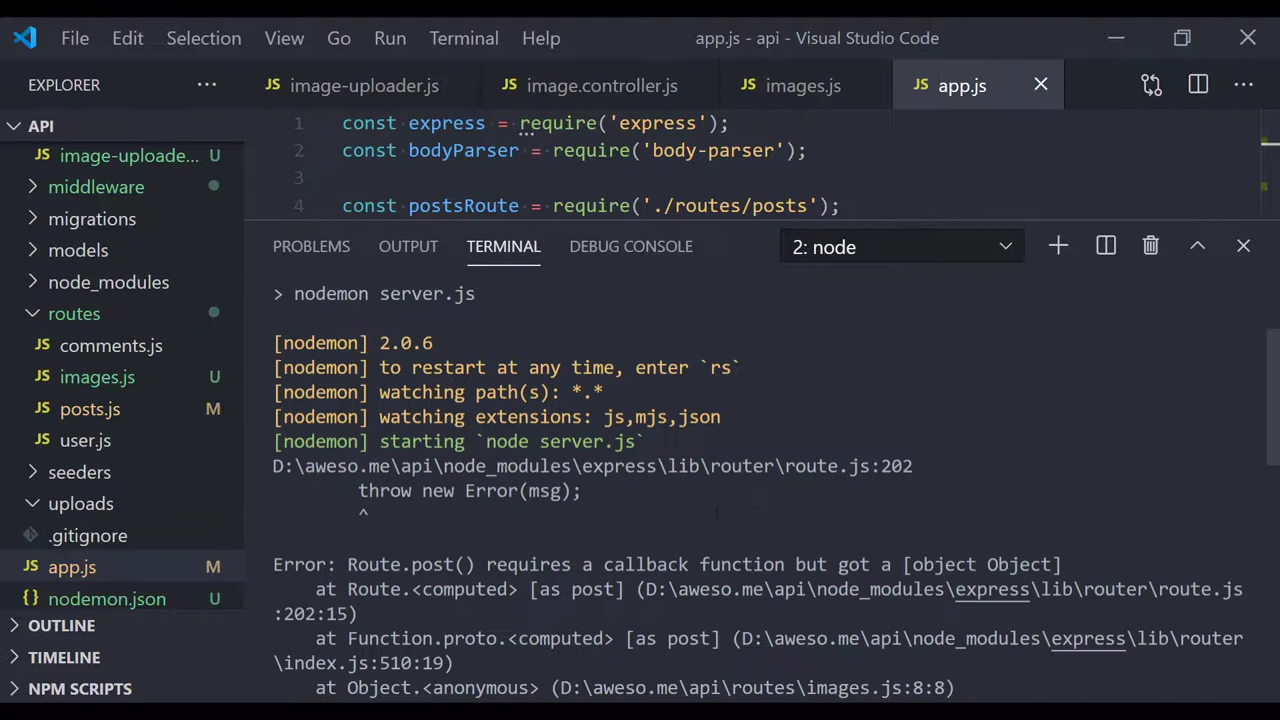 File Edit Selection View Go Run Terminal Help app.js - api - Visual Studio Code
EXPLORER ... JS image-uploader.js JS image.controller.js JS images.js JS app.js
API
JS image-uploade... U
middleware
migrations
models
node_modules
routes
JS comments.js
JS images.js U
JS posts.js M
JS user.js
seeders
uploads
.gitignore
JS app.js M
{} nodemon.json U
OUTLINE
TIMELINE
NPM SCRIPTS
1 const express = require('express');
2 const bodyParser = require('body-parser');
3
4 const postsRoute = require('./routes/posts');
PROBLEMS OUTPUT TERMINAL DEBUG CONSOLE 2: node
> nodemon server.js
[nodemon] 2.0.6
[nodemon] to restart at any time, enter `rs`
[nodemon] watching path(s): *.*
[nodemon] watching extensions: js,mjs,json
[nodemon] starting `node server.js`
D:\aweso.me\api\node_modules\express\lib\router\route.js:202
throw new Error(msg);
^
Error: Route.post() requires a callback function but got a [object Object]
at Route.<computed> [as post] (D:\aweso.me\api\node_modules\express\lib\router\route.js
:202:15)
at Function.proto.<computed> [as post] (D:\aweso.me\api\node_modules\express\lib\router
\index.js:510:19)
at Object.<anonymous> (D:\aweso.me\api\routes\images.js:8:8)